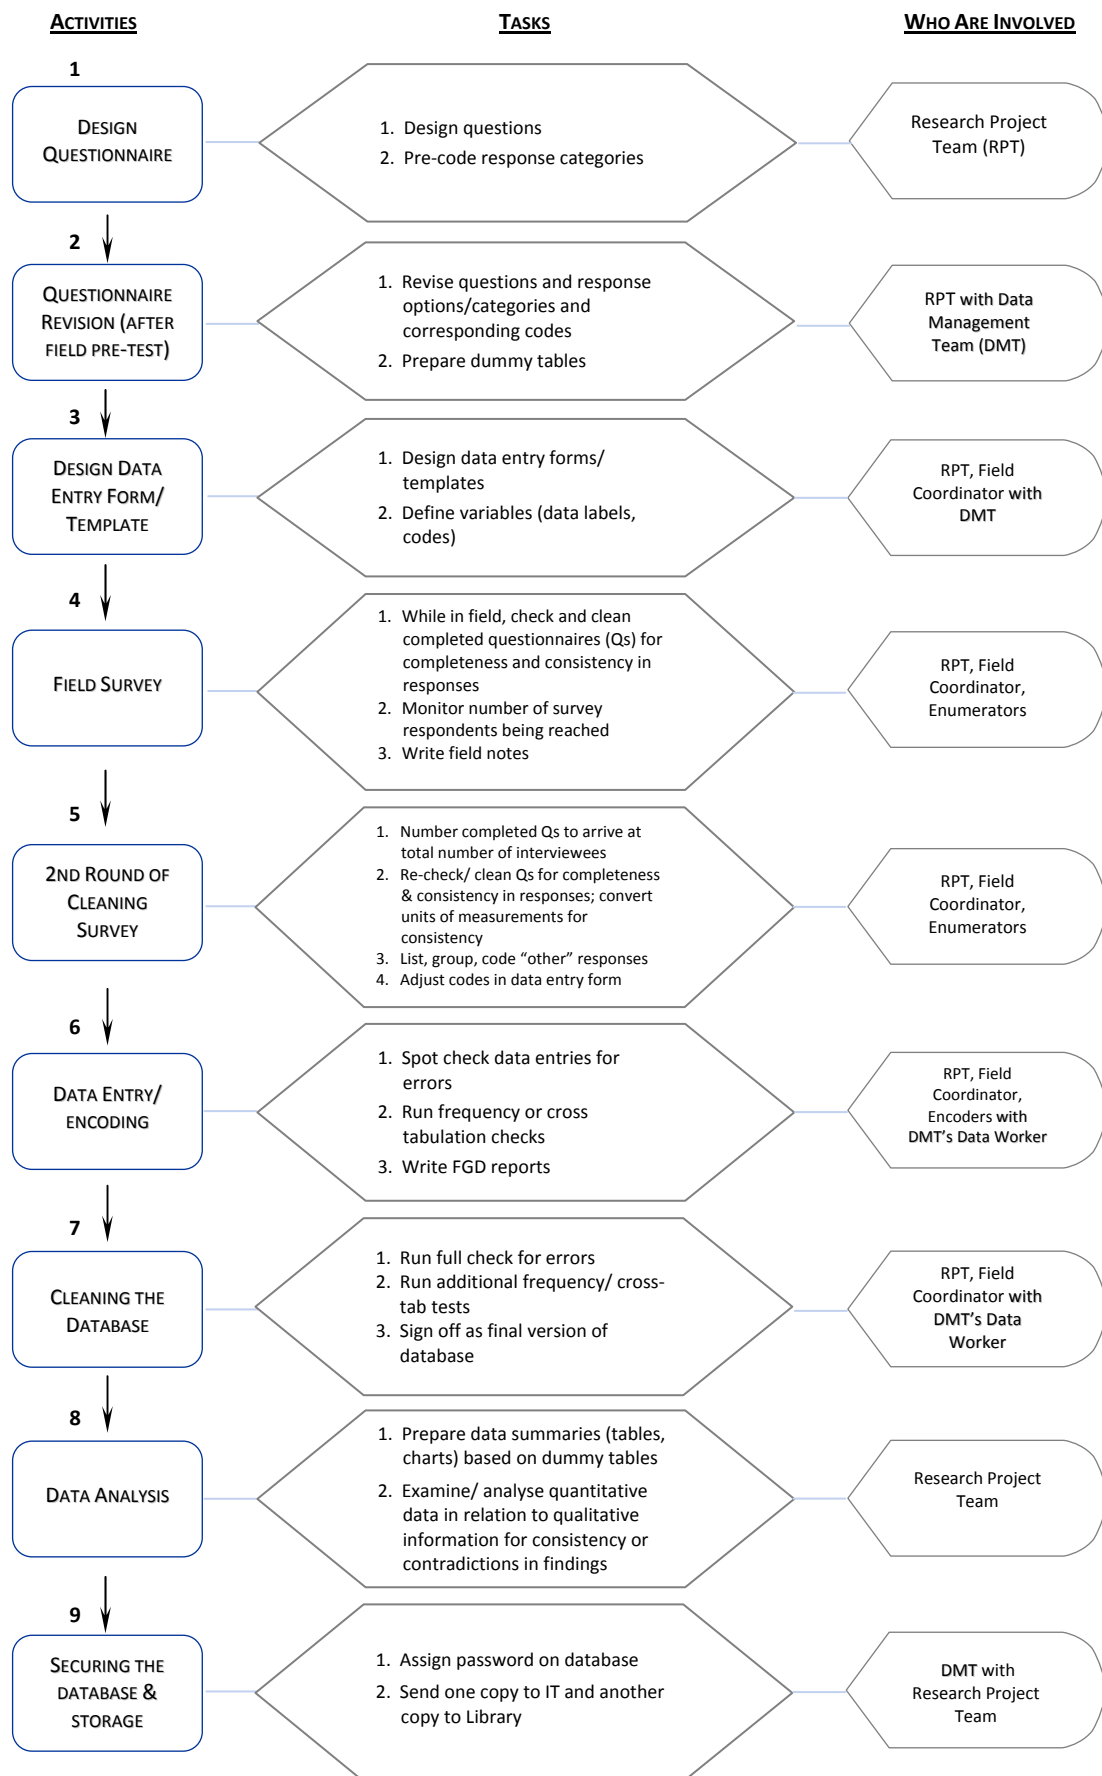 ACTIVITIES
TASKS
WHO ARE INVOLVED
1
DESIGN
QUESTIONNAIRE
1. Design questions
2. Pre-code response categories
Research Project
Team (RPT)
2
QUESTIONNAIRE
REVISION (AFTER
FIELD PRE-TEST)
1. Revise questions and response
options/categories and
corresponding codes
2. Prepare dummy tables
RPT with Data
Management
Team (DMT)
3
DESIGN DATA
ENTRY FORM/
TEMPLATE
1. Design data entry forms/
templates
2. Define variables (data labels,
codes)
RPT, Field
Coordinator with
DMT
4
FIELD SURVEY
1. While in field, check and clean
completed questionnaires (Qs) for
completeness and consistency in
responses
2. Monitor number of survey
respondents being reached
3. Write field notes
RPT, Field
Coordinator,
Enumerators
5
2ND ROUND OF
CLEANING
SURVEY
1. Number completed Qs to arrive at
total number of interviewees
2. Re-check/ clean Qs for completeness
& consistency in responses; convert
units of measurements for
consistency
3. List, group, code “other” responses
4. Adjust codes in data entry form
RPT, Field
Coordinator,
Enumerators
6
DATA ENTRY/
ENCODING
1. Spot check data entries for
errors
2. Run frequency or cross
tabulation checks
3. Write FGD reports
RPT, Field
Coordinator,
Encoders with
DMT’s Data Worker
7
CLEANING THE
DATABASE
1. Run full check for errors
2. Run additional frequency/ cross-
tab tests
3. Sign off as final version of
database
RPT, Field
Coordinator with
DMT’s Data
Worker
8
DATA ANALYSIS
1. Prepare data summaries (tables,
charts) based on dummy tables
2. Examine/ analyse quantitative
data in relation to qualitative
information for consistency or
contradictions in findings
Research Project
Team
9
SECURING THE
DATABASE &
STORAGE
1. Assign password on database
2. Send one copy to IT and another
copy to Library
DMT with
Research Project
Team